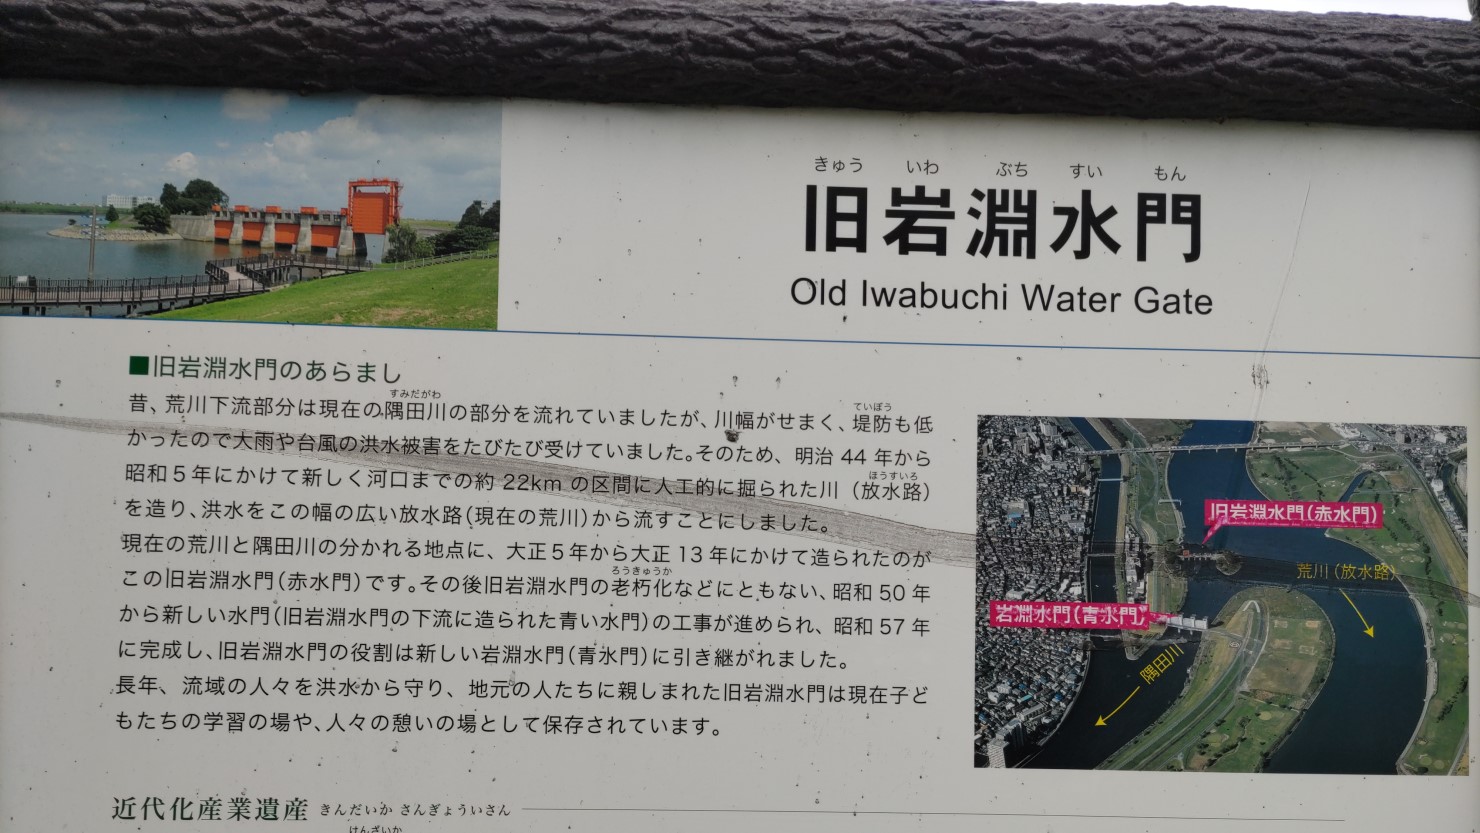 きゅう いわ ぶち すい もん
旧岩淵水門
Old Iwabuchi Water Gate
■旧岩淵水門のあらまし
すみだがわ
ていぼう
昔、荒川下流部分は現在の隅田川の部分を流れていましたが、川幅がせまく、堤防も低
かったので大雨や台風の洪水被害をたびたび受けていました。そのため、明治 44 年から
ほうすいろ
昭和５年にかけて新しく河口までの約 22km の区間に人工的に掘られた川（放水路）
を造り、洪水をこの幅の広い放水路（現在の荒川）から流すことにしました。
現在の荒川と隅田川の分かれる地点に、大正５年から大正 13 年にかけて造られたのが
ろうきゅうか
この旧岩淵水門（赤水門）です。その後旧岩淵水門の老朽化などにともない、昭和 50 年
から新しい水門（旧岩淵水門の下流に造られた青い水門）の工事が進められ、昭和 57 年
に完成し、旧岩淵水門の役割は新しい岩淵水門（青水門）に引き継がれました。
長年、流域の人々を洪水から守り、地元の人たちに親しまれた旧岩淵水門は現在子ど
もたちの学習の場や、人々の憩いの場として保存されています。
旧岩淵水門（赤水門）
荒川（放水路）
岩淵水門（青水門）
隅田川
近代化産業遺産 きんだいか さんぎょういさん
けんざいか